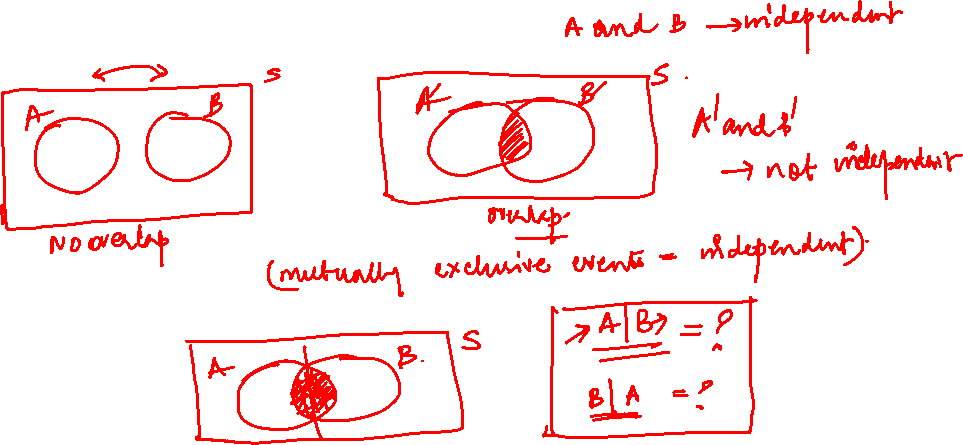 A and B → independent
S
A B
S
A' B'
A' and B'
→ not independent
NO overlap
overlap
(mutually exclusive events = independent).
A B. S
→ A|B → = ?
B|A = ?